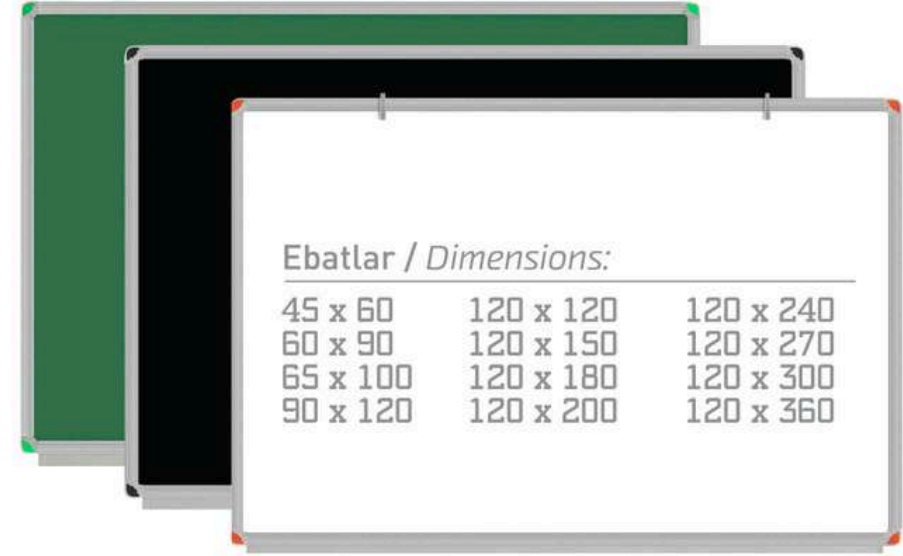 Ebatlar / Dimensions:
45 x 60
60 x 90
65 x 100
90 x 120
120 x 120
120 x 150
120 x 180
120 x 200
120 x 240
120 x 270
120 x 300
120 x 360